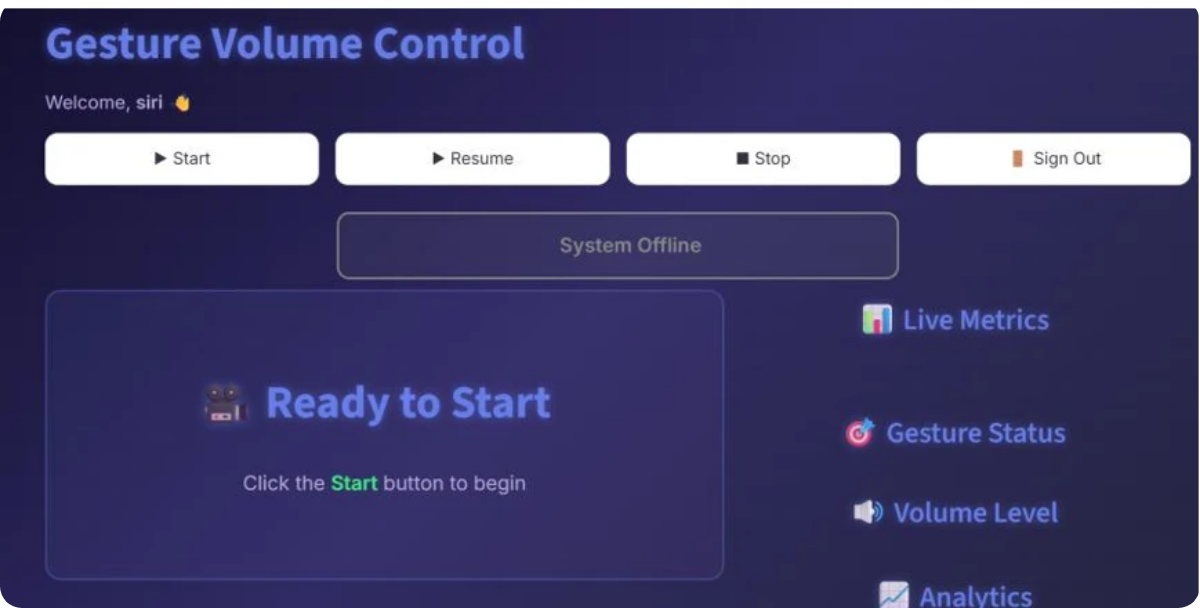 Gesture Volume Control
Welcome, siri 👋
▶ Start
▶ Resume
■ Stop
🚪 Sign Out
System Offline
🎥 Ready to Start
Click the Start button to begin
📊 Live Metrics
🎯 Gesture Status
🔊 Volume Level
📈 Analytics